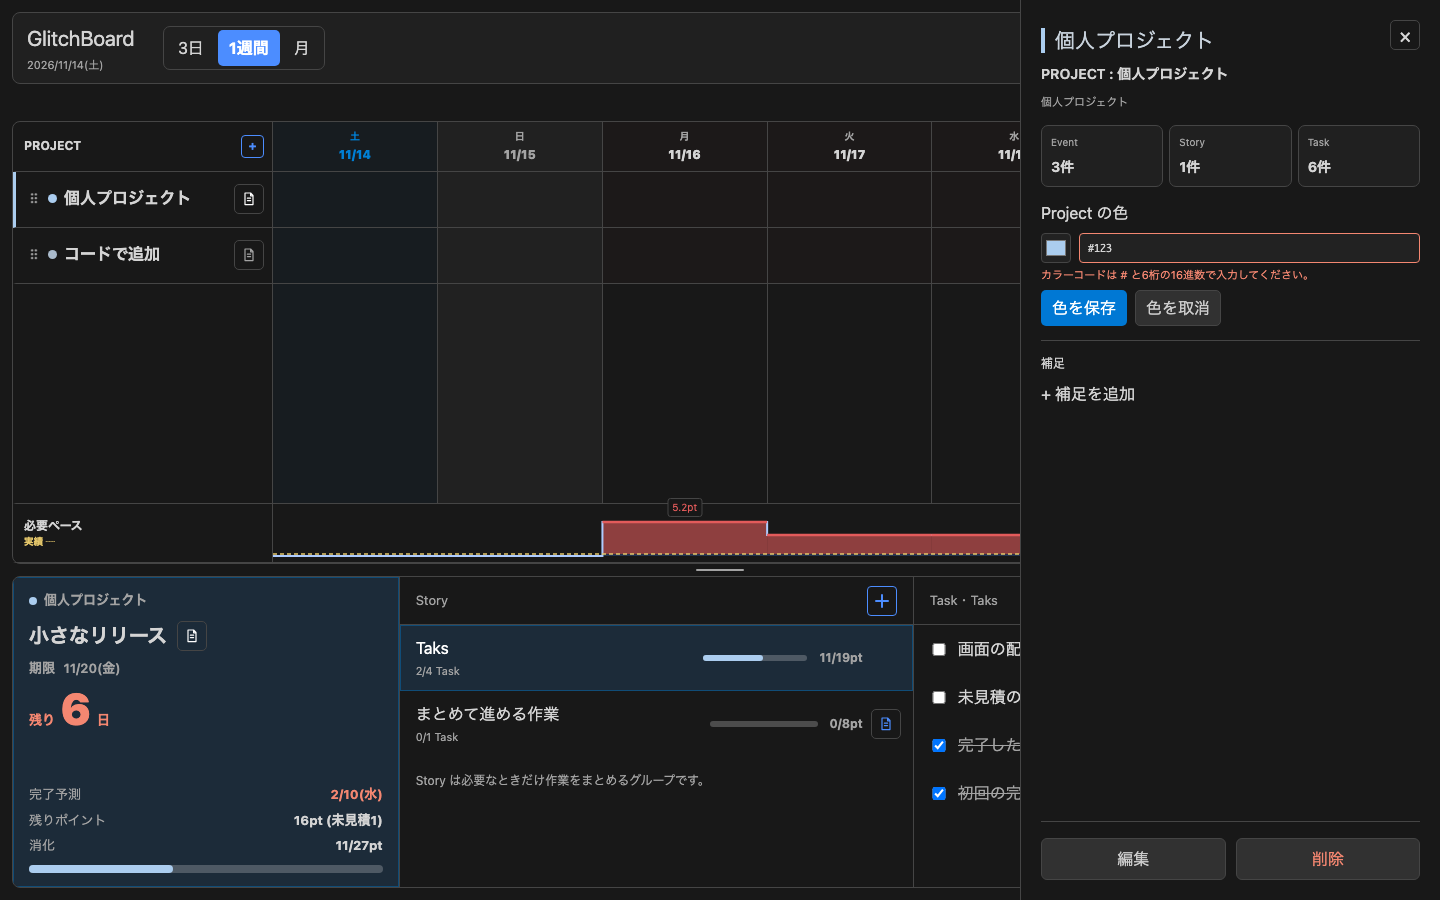 GlitchBoard
2026/11/14(土)
3日
1週間
月
PROJECT
+
土
11/14
日
11/15
月
11/16
火
11/17
水
個人プロジェクト
コードで追加
必要ペース
実績
5.2pt
個人プロジェクト
小さなリリース
期限 11/20(金)
残り 6 日
完了予測 2/10(水)
残りポイント 16pt (未見積1)
消化 11/27pt
Story
+
Taks
2/4 Task
11/19pt
まとめて進める作業
0/1 Task
0/8pt
Story は必要なときだけ作業をまとめるグループです。
Task・Taks
画面の配
未見積の
完了した
初回の完
個人プロジェクト
×
PROJECT : 個人プロジェクト
個人プロジェクト
Event
3件
Story
1件
Task
6件
Project の色
#123
カラーコードは # と6桁の16進数で入力してください。
色を保存
色を取消
補足
+ 補足を追加
編集
削除